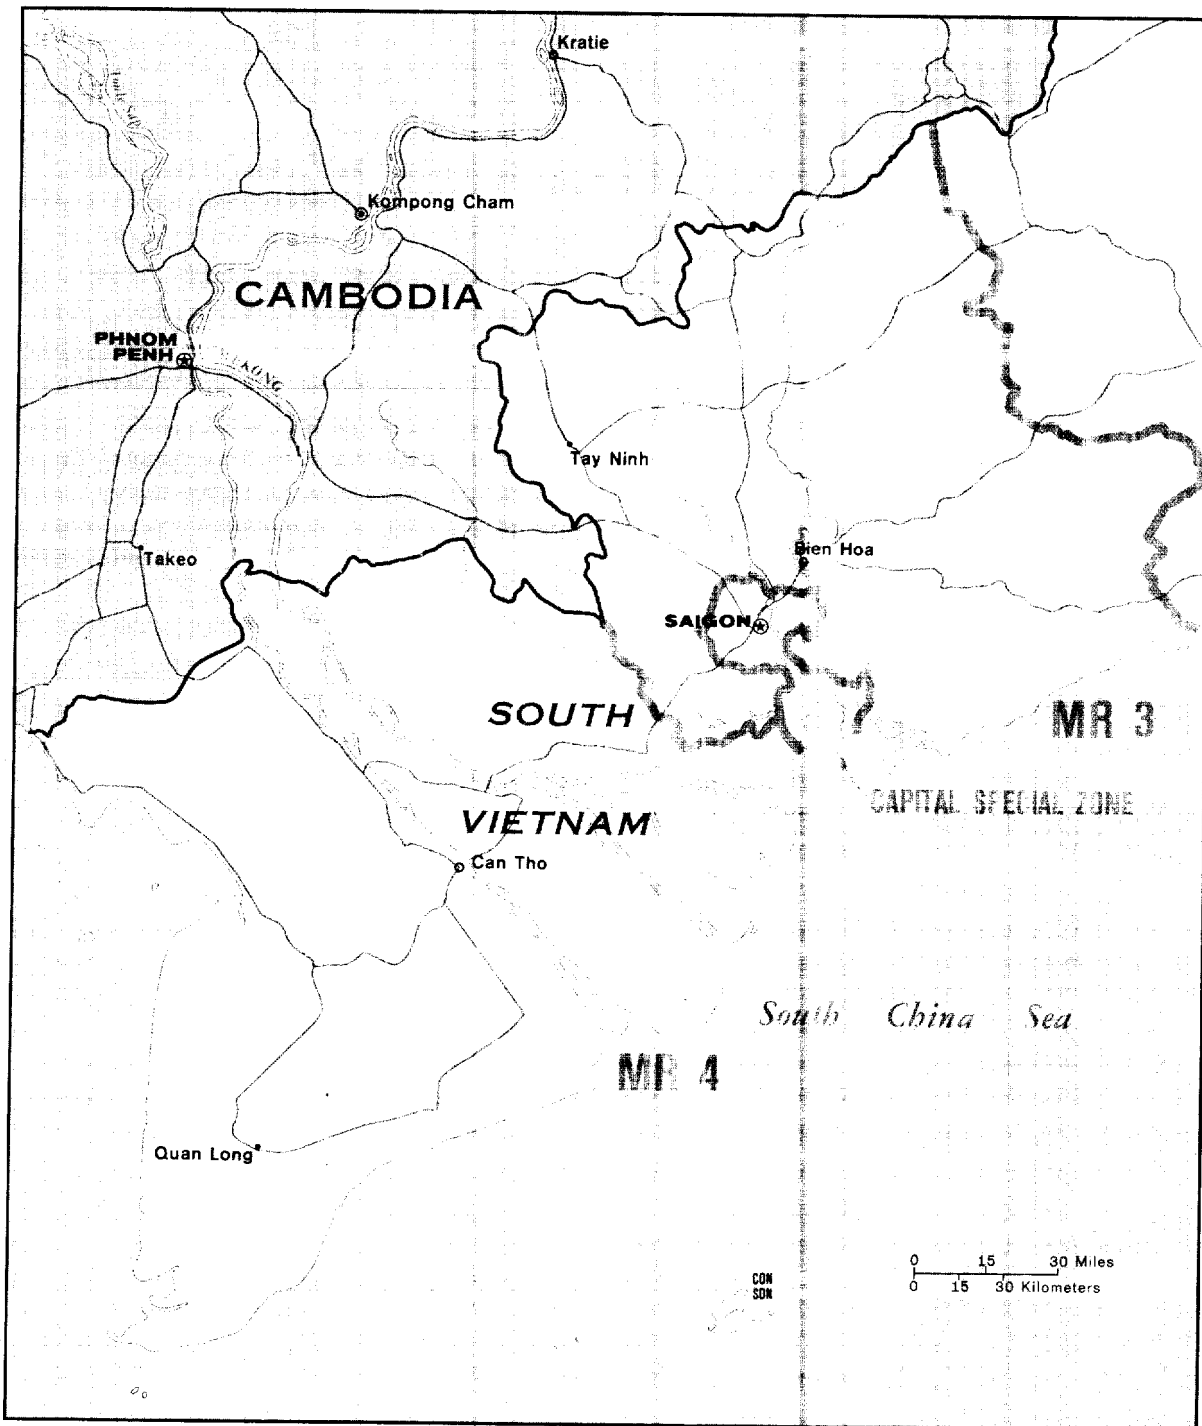 Kratie
Kompong Cham
CAMBODIA
PHNOM
PENH
Tay Ninh
Takeo
Bien Hoa
SAIGON
SOUTH
MR 3
CAPITAL SPECIAL ZONE
VIETNAM
Can Tho
South China Sea
MR 4
Quan Long
CON
SON
0 15 30 Miles
0 15 30 Kilometers